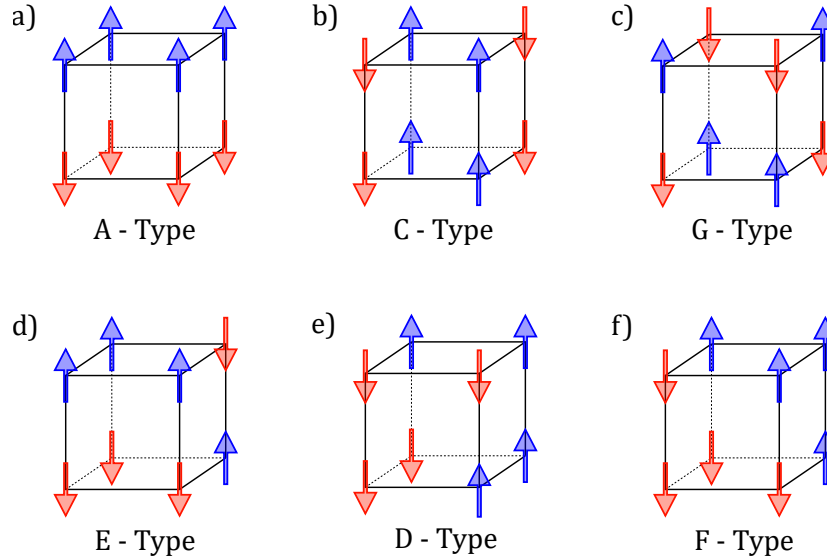 a)
b)
c)
A - Type
C - Type
G - Type
d)
e)
f)
E - Type
D - Type
F - Type